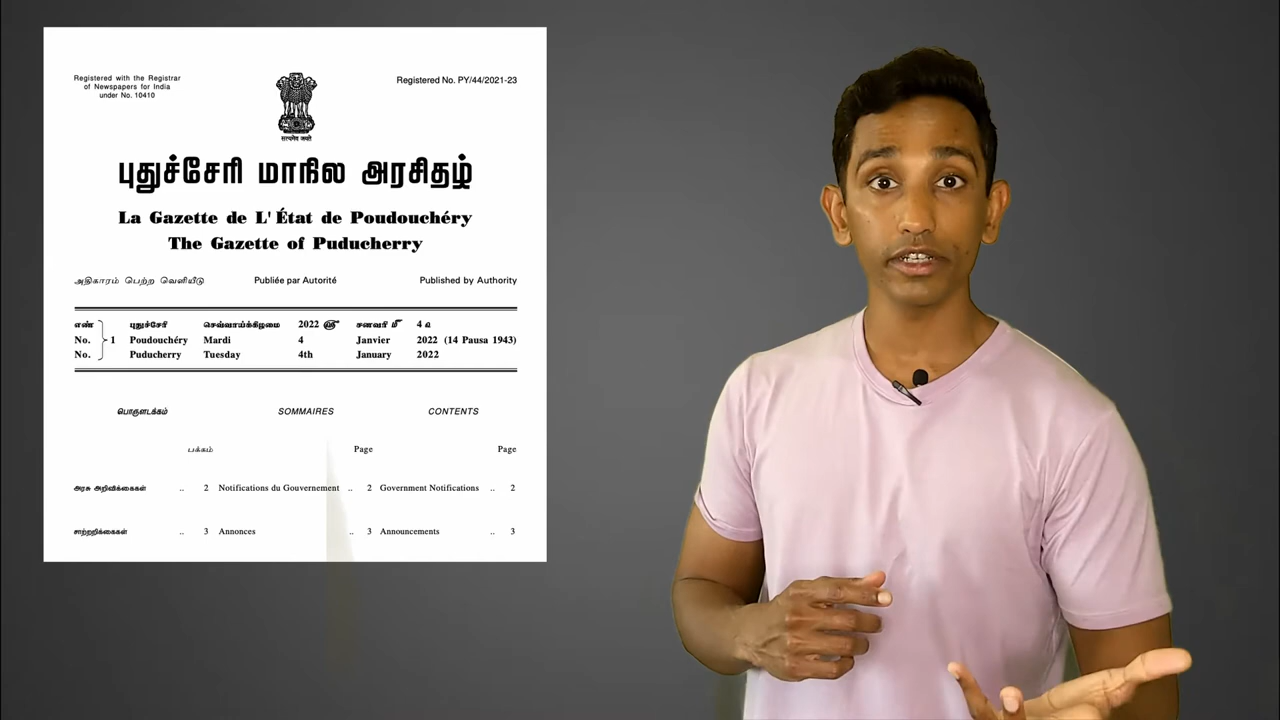 Registered with the Registrar
of Newspapers for India
under No. 10410
Registered No. PY/44/2021-23
सत्यमेव जयते
புதுச்சேரி மாநில அரசிதழ்
La Gazette de L'État de Poudouchéry
The Gazette of Puducherry
அதிகாரம் பெற்ற வெளியீடு Publiée par Autorité Published by Authority
எண் புதுச்சேரி செவ்வாய்க்கிழமை 2022 ஸ்ரீ சனவரி மீ 4 ௳
No. 1 Poudouchéry Mardi 4 Janvier 2022 (14 Pausa 1943)
No. Puducherry Tuesday 4th January 2022
பொருளடக்கம் SOMMAIRES CONTENTS
பக்கம் Page Page
அரசு அறிவிக்கைகள் .. 2 Notifications du Gouvernement .. 2 Government Notifications .. 2
சாற்றறிக்கைகள் .. 3 Annonces .. 3 Announcements .. 3